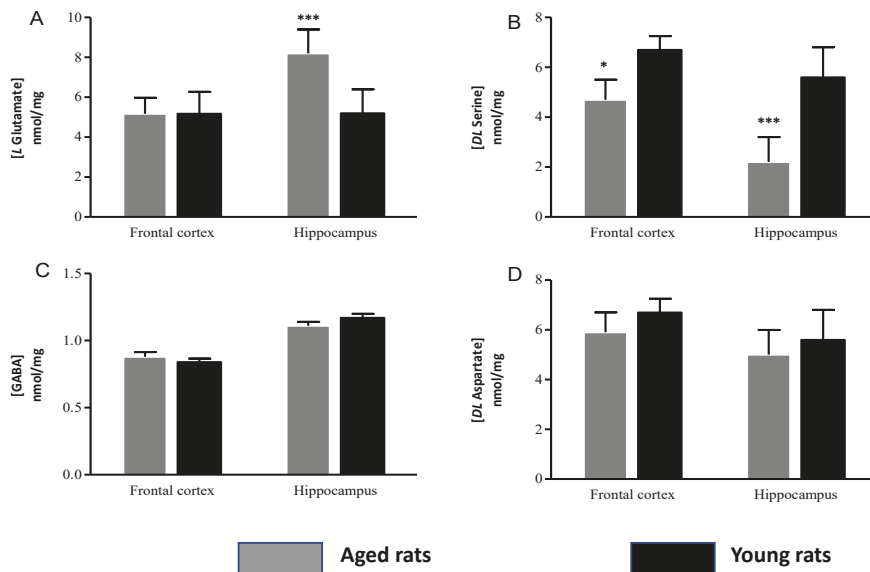 A
***
[L Glutamate]
nmol/mg
10
8
6
4
2
0
Frontal cortex
Hippocampus
B
*
***
[DL Serine]
nmol/mg
8
6
4
2
0
Frontal cortex
Hippocampus
C
[GABA]
nmol/mg
1.5
1.0
0.5
0.0
Frontal cortex
Hippocampus
D
[DL Aspartate]
nmol/mg
8
6
4
2
0
Frontal cortex
Hippocampus
Aged rats
Young rats